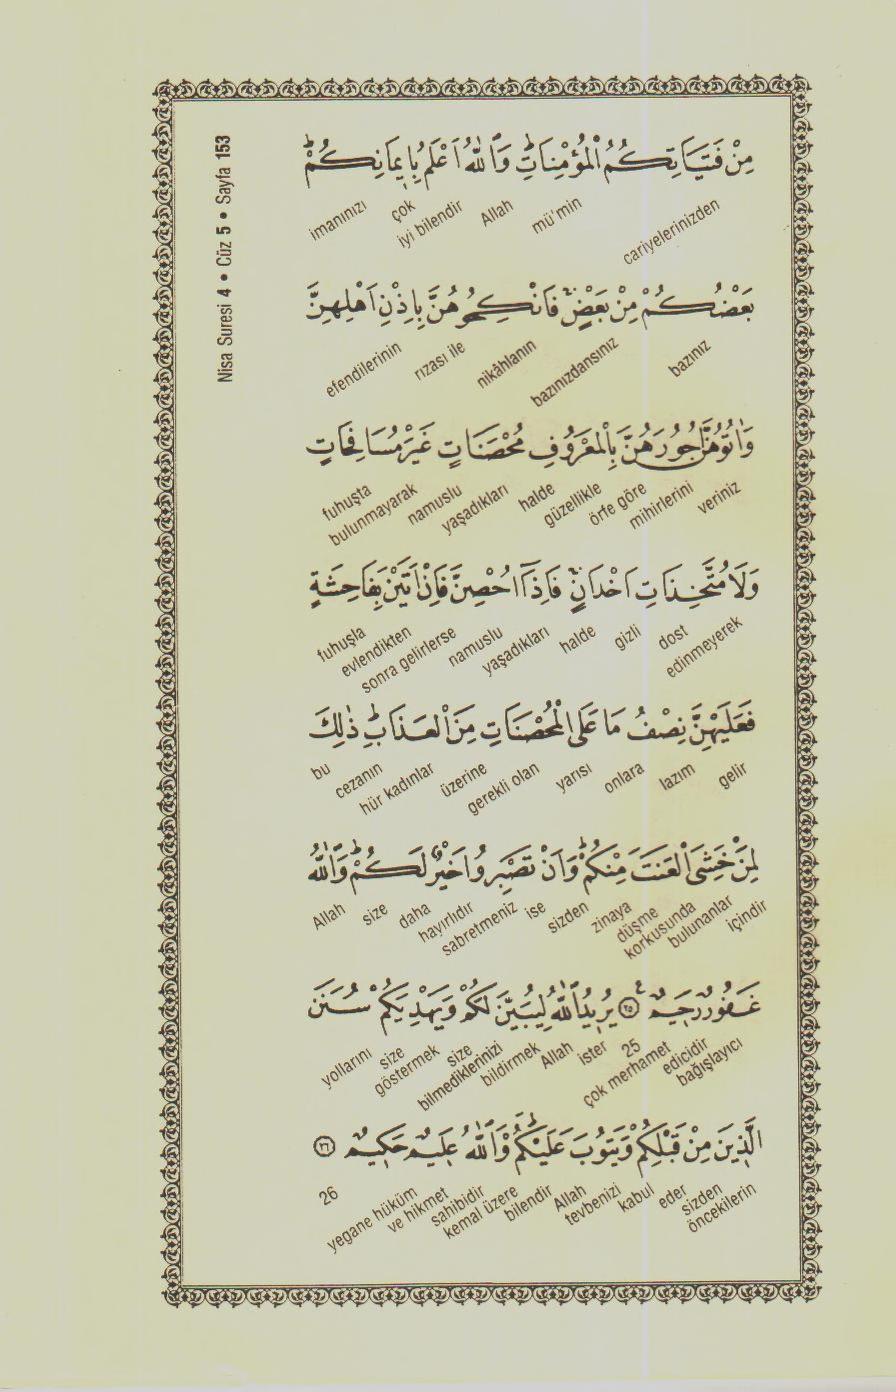 Nisa Suresi 4 • Cüz 5 • Sayfa 153
مِنْ فَتَيَاتِكُمُ الْمُؤْمِنَاتِۜ وَاللّٰهُ اَعْلَمُ بِا۪يمَانِكُمْۜ
cariyelerinizden mü'min Allah çok iyi bilendir imanınızı
بَعْضُكُمْ مِنْ بَعْضٍۚ فَانْكِحُوهُنَّ بِاِذْنِ اَهْلِهِنَّ
bazınız bazınızdansınız nikâhlanın rızası ile efendilerinin
وَاٰتُوهُنَّ اُجُورَهُنَّ بِالْمَعْرُوفِ مُحْصَنَاتٍ غَيْرَ مُسَافِحَاتٍ
veriniz mihirlerini örfe göre güzellikle halde yaşadıkları namuslu fuhuşta bulunmayarak
وَلَا مُتَّخِذَاتِ اَخْدَانٍۚ فَاِذَٓا اُحْصِنَّ فَاِنْ اَتَيْنَ بِفَاحِشَةٍ
dost edinmeyerek gizli halde yaşadıkları namuslu fuhuşla evlendikten sonra gelirlerse
فَعَلَيْهِنَّ نِصْفُ مَا عَلَى الْمُحْصَنَاتِ مِنَ الْعَذَابِۜ ذٰلِكَ
gelir lazım onlara yarısı gerekli olan üzerine hür kadınlar cezanın bu
لِمَنْ خَشِيَ الْعَنَتَ مِنْكُمْۜ وَاَنْ تَصْبِرُوا خَيْرٌ لَكُمْۜ وَاللّٰهُ
içindir bulunanlar korkusunda düşme zinaya sizden ise sabretmeniz hayırlıdır daha size Allah
غَفُورٌ رَح۪يمٌ۟ ﴿٢٥﴾ يُر۪يدُ اللّٰهُ لِيُبَيِّنَ لَكُمْ وَيَهْدِيَكُمْ سُنَنَ
bağışlayıcı edicidir çok merhamet 25 ister Allah bildirmek bilmediklerinizi size göstermek size yollarını
الَّذ۪ينَ مِنْ قَبْلِكُمْ وَيَتُوبَ عَلَيْكُمْۜ وَاللّٰهُ عَل۪يمٌ حَك۪يمٌ ﴿٢٦﴾
öncekilerin sizden eder kabul tevbenizi Allah bilendir kemal üzere sahibidir ve hikmet yegane hüküm 26